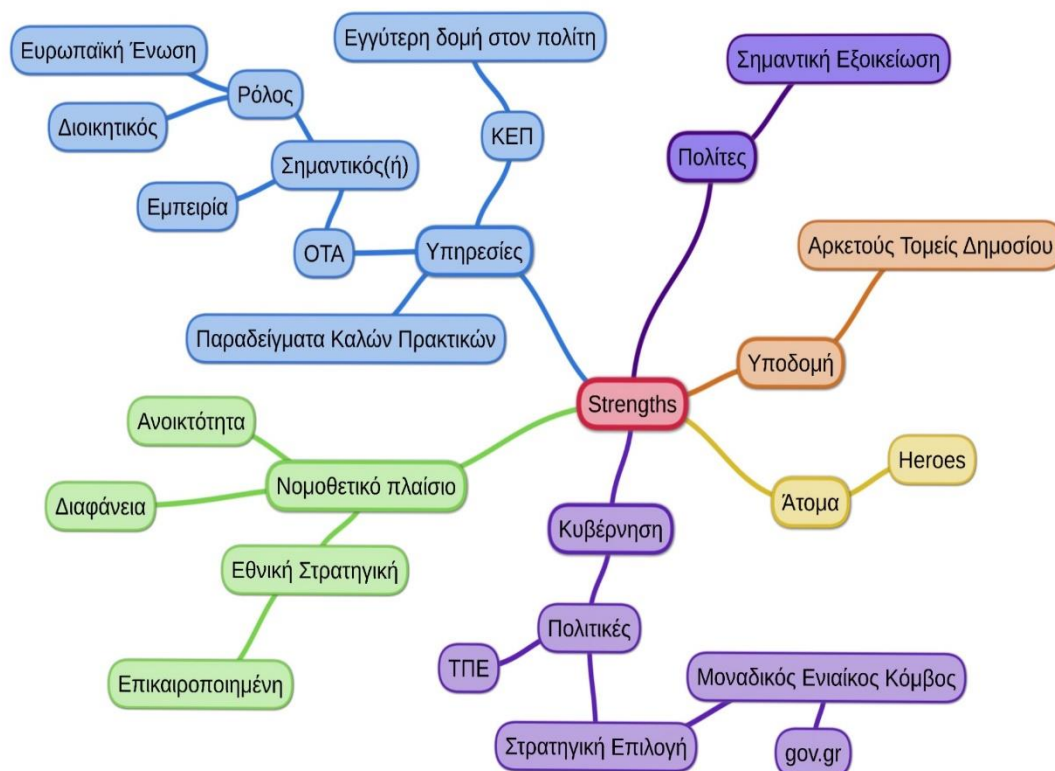 Ευρωπαϊκή Ένωση
Εγγύτερη δομή στον πολίτη
Σημαντική Εξοικείωση
Ρόλος
Διοικητικός
ΚΕΠ
Πολίτες
Σημαντικός(ή)
Εμπειρία
ΟΤΑ
Υπηρεσίες
Αρκετούς Τομείς Δημοσίου
Παραδείγματα Καλών Πρακτικών
Υποδομή
Strengths
Ανοικτότητα
Heroes
Νομοθετικό πλαίσιο
Άτομα
Διαφάνεια
Κυβέρνηση
Εθνική Στρατηγική
Πολιτικές
ΤΠΕ
Επικαιροποιημένη
Μοναδικός Ενιαίκος Κόμβος
Στρατηγική Επιλογή
gov.gr